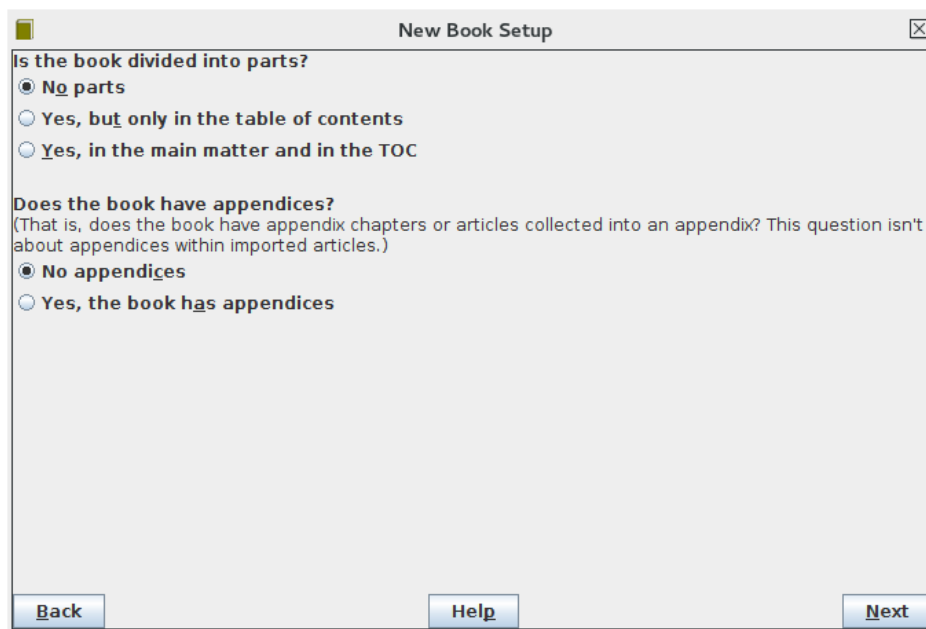 New Book Setup
Is the book divided into parts?
No parts
Yes, but only in the table of contents
Yes, in the main matter and in the TOC
Does the book have appendices?
(That is, does the book have appendix chapters or articles collected into an appendix? This question isn't
about appendices within imported articles.)
No appendices
Yes, the book has appendices
Back Help Next